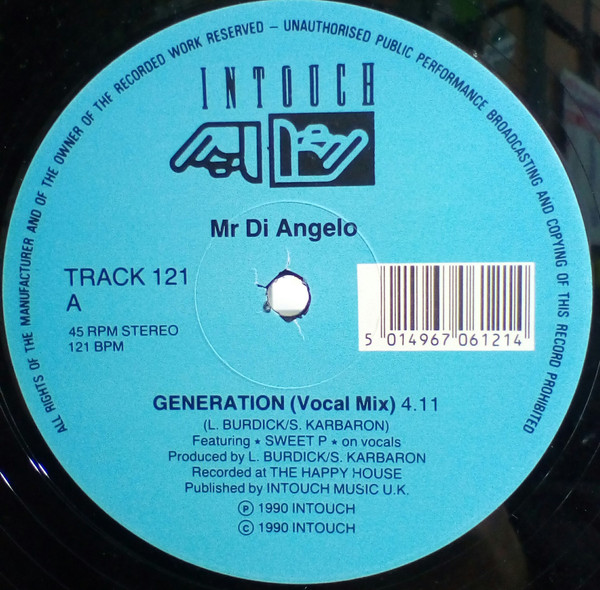 ALL RIGHTS OF THE MANUFACTURER AND OF THE OWNER OF THE RECORDED WORK RESERVED – UNAUTHORISED PUBLIC PERFORMANCE BROADCASTING AND COPYING OF THIS RECORD PROHIBITED
INTOUCH
Mr Di Angelo
TRACK 121
A
45 RPM STEREO
121 BPM
5 014967 061214
GENERATION (Vocal Mix) 4.11
(L. BURDICK/S. KARBARON)
Featuring ★ SWEET P ★ on vocals
Produced by L. BURDICK/S. KARBARON
Recorded at THE HAPPY HOUSE
Published by INTOUCH MUSIC U.K.
℗ 1990 INTOUCH
© 1990 INTOUCH